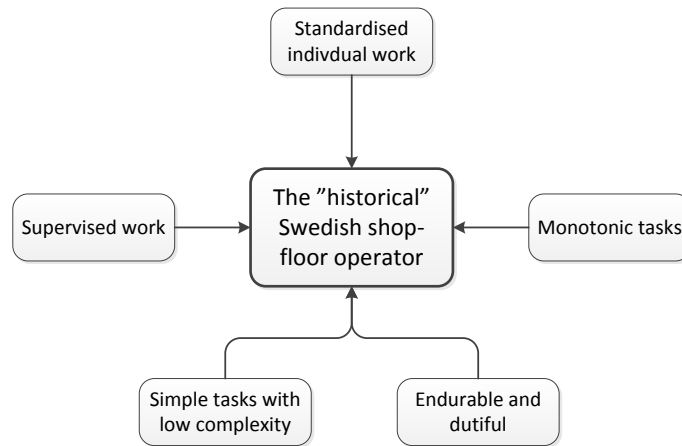 Standardised
indivdual work
The ”historical”
Swedish shop-
floor operator
Supervised work
Monotonic tasks
Simple tasks with
low complexity
Endurable and
dutiful